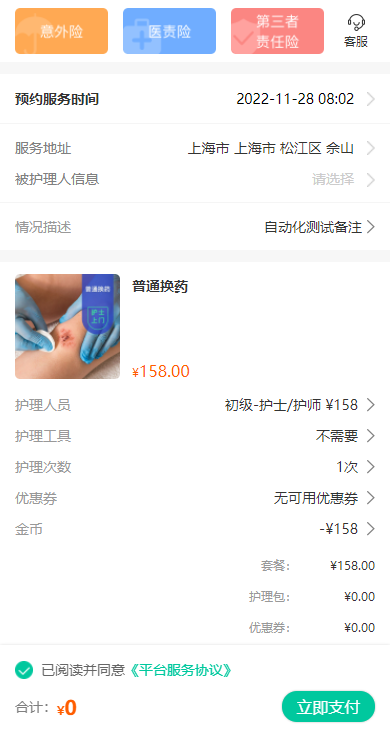 意外险
医责险
第三者
责任险
客服
预约服务时间 2022-11-28 08:02
服务地址 上海市 上海市 松江区 佘山
被护理人信息 请选择
情况描述 自动化测试备注
普通换药
护士
上门
普通换药
¥158.00
护理人员 初级-护士/护师 ¥158
护理工具 不需要
护理次数 1次
优惠券 无可用优惠券
金币 -¥158
套餐: ¥158.00
护理包: ¥0.00
优惠券: ¥0.00
已阅读并同意《平台服务协议》
合计: ¥0 立即支付